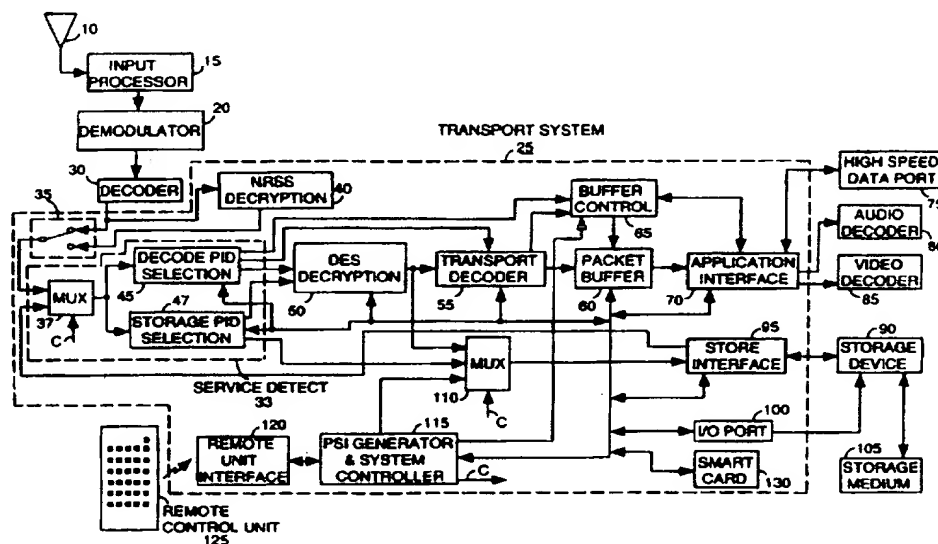 10
INPUT
PROCESSOR
15
20
DEMODULATOR
TRANSPORT SYSTEM
25
30
DECODER
NRSS
DECRYPTION
40
35
BUFFER
CONTROL
65
HIGH SPEED
DATA PORT
75
AUDIO
DECODER
80
DECODE PID
SELECTION
45
DES
DECRYPTION
50
TRANSPORT
DECODER
55
PACKET
BUFFER
60
APPLICATION
INTERFACE
70
VIDEO
DECODER
85
MUX
37
C
47
STORAGE PID
SELECTION
SERVICE DETECT
33
MUX
110
C
95
STORE
INTERFACE
90
STORAGE
DEVICE
120
REMOTE
UNIT
INTERFACE
115
PSI GENERATOR
& SYSTEM
CONTROLLER
C
100
I/O PORT
SMART
CARD
130
105
STORAGE
MEDIUM
REMOTE
CONTROL UNIT
125